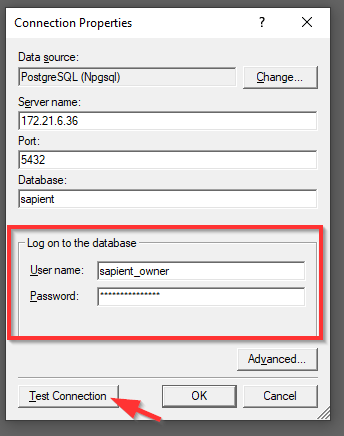 Connection Properties ? ×
Data source:
PostgreSQL (Npgsql)
Change...
Server name:
172.21.6.36
Port:
5432
Database:
sapient
Log on to the database
User name: sapient_owner
Password: ***************
Advanced...
Test Connection OK Cancel